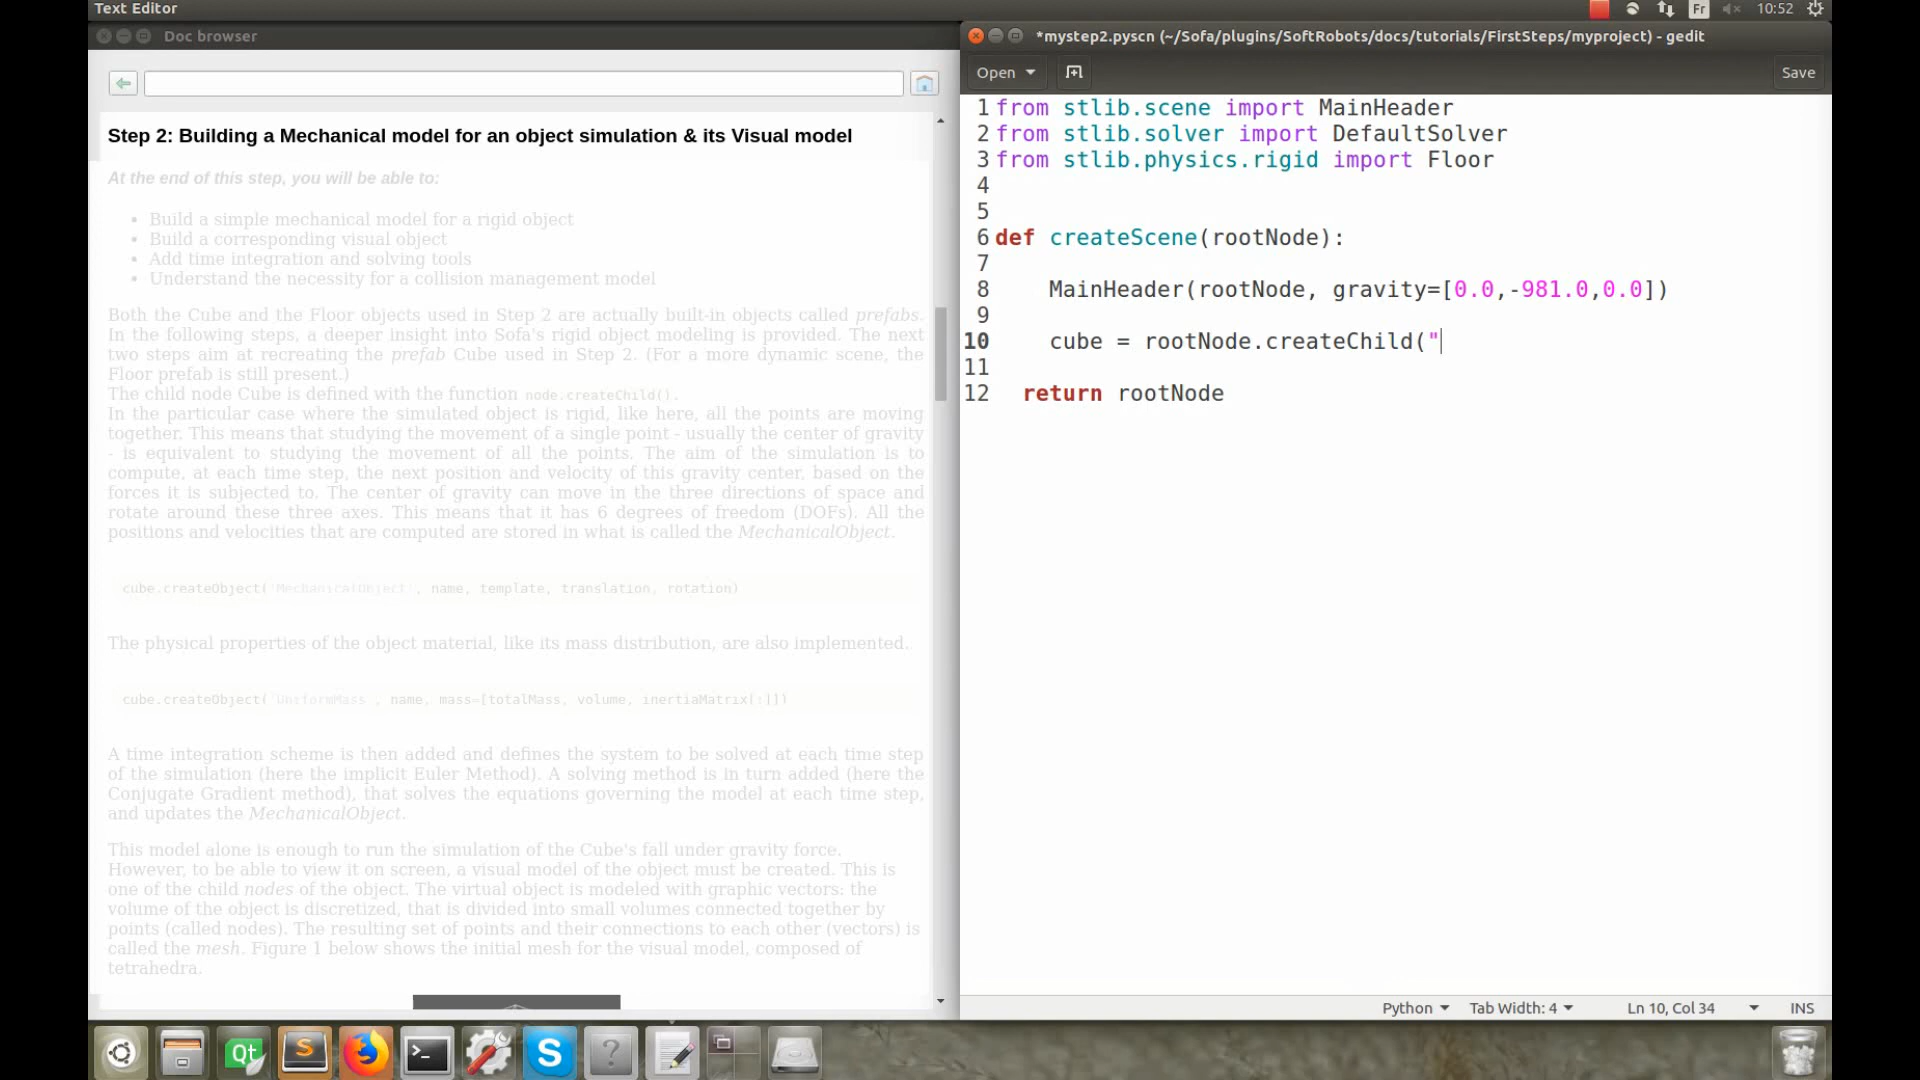 Text Editor
Fr
10:52
Doc browser
*mystep2.pyscn (~/Sofa/plugins/SoftRobots/docs/tutorials/FirstSteps/myproject) - gedit
Open
Save
Step 2: Building a Mechanical model for an object simulation & its Visual model
At the end of this step, you will be able to:
• Build a simple mechanical model for a rigid object
• Build a corresponding visual object
• Add time integration and solving tools
• Understand the necessity for a collision management model
Both the Cube and the Floor objects used in Step 2 are actually built-in objects called prefabs.
In the following steps, a deeper insight into Sofa's rigid object modeling is provided. The next
two steps aim at recreating the prefab Cube used in Step 2. (For a more dynamic scene, the
Floor prefab is still present.)
The child node Cube is defined with the function node.createChild().
In the particular case where the simulated object is rigid, like here, all the points are moving
together. This means that studying the movement of a single point - usually the center of gravity
- is equivalent to studying the movement of all the points. The aim of the simulation is to
compute, at each time step, the next position and velocity of this gravity center, based on the
forces it is subjected to. The center of gravity can move in the three directions of space and
rotate around these three axes. This means that it has 6 degrees of freedom (DOFs). All the
positions and velocities that are computed are stored in what is called the MechanicalObject.
cube.createObject('MechanicalObject', name, template, translation, rotation)
The physical properties of the object material, like its mass distribution, are also implemented.
cube.createObject('UniformMass', name, mass=[totalMass, volume, inertiaMatrix[:]])
A time integration scheme is then added and defines the system to be solved at each time step
of the simulation (here the implicit Euler Method). A solving method is in turn added (here the
Conjugate Gradient method), that solves the equations governing the model at each time step,
and updates the MechanicalObject.
This model alone is enough to run the simulation of the Cube's fall under gravity force.
However, to be able to view it on screen, a visual model of the object must be created. This is
one of the child nodes of the object. The virtual object is modeled with graphic vectors: the
volume of the object is discretized, that is divided into small volumes connected together by
points (called nodes). The resulting set of points and their connections to each other (vectors) is
called the mesh. Figure 1 below shows the initial mesh for the visual model, composed of
tetrahedra.
1 from stlib.scene import MainHeader
2 from stlib.solver import DefaultSolver
3 from stlib.physics.rigid import Floor
4
5
6 def createScene(rootNode):
7
8     MainHeader(rootNode, gravity=[0.0,-981.0,0.0])
9
10     cube = rootNode.createChild("
11
12   return rootNode
Python
Tab Width: 4
Ln 10, Col 34
INS
Qt
S
>_
S
?